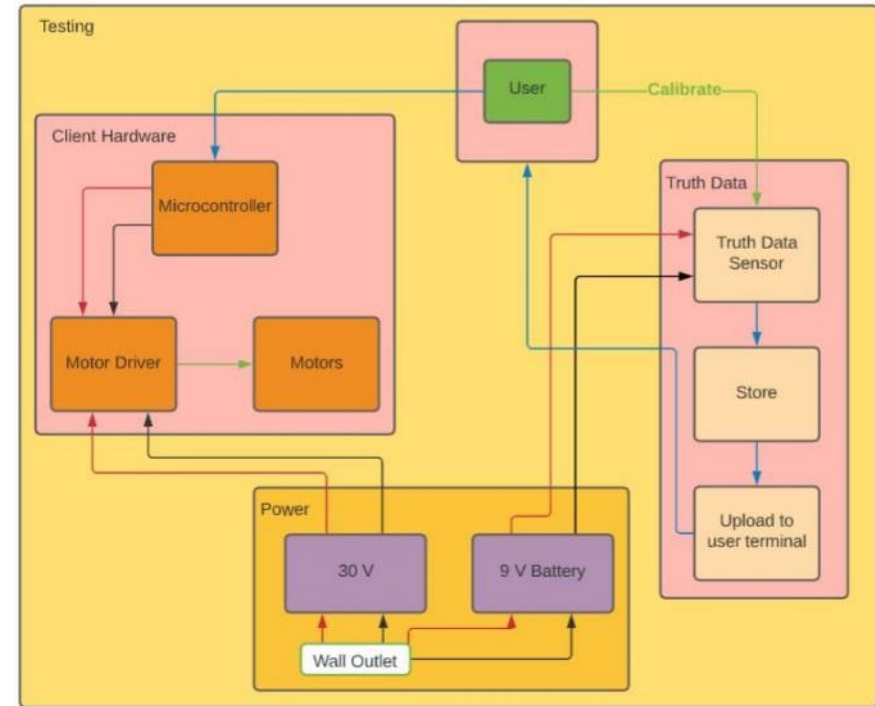 Testing
User
Calibrate
Client Hardware
Microcontroller
Motor Driver
Motors
Truth Data
Truth Data
Sensor
Store
Upload to
user terminal
Power
30 V
9 V Battery
Wall Outlet